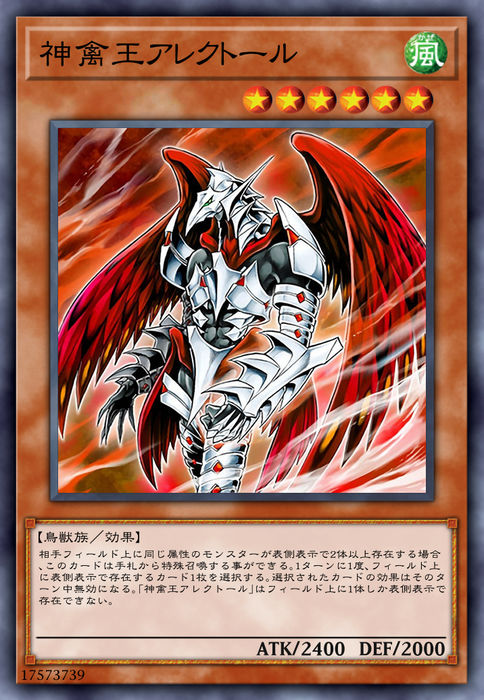 神禽王アレクトール
かぜ
風
【鳥獣族/効果】
相手フィールド上に同じ属性のモンスターが表側表示で2体以上存在する場合
、このカードは手札から特殊召喚する事ができる。1ターンに1度、フィールド上
に表側表示で存在するカード1枚を選択する。選択されたカードの効果はそのタ
ーン中無効になる。「神禽王アレクトール」はフィールド上に1体しか表側表示で
存在できない。
ATK/2400 DEF/2000
17573739